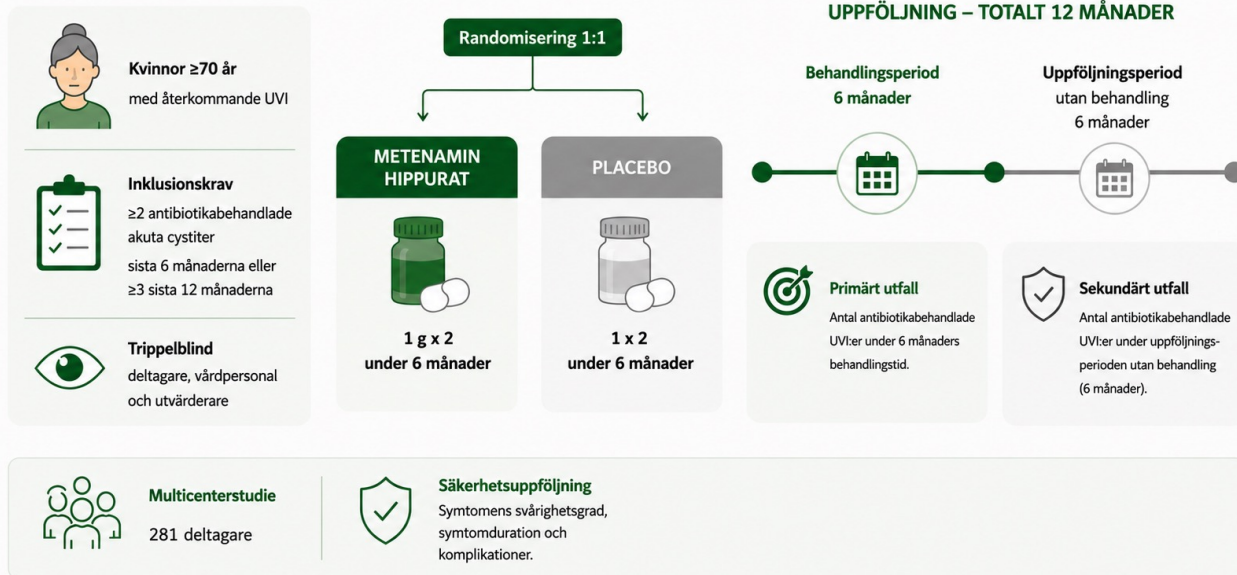 Kvinnor ≥70 år
med återkommande UVI
Inklusionskrav
≥2 antibiotikabehandlade
akuta cystiter
sista 6 månaderna eller
≥3 sista 12 månaderna
Trippelblind
deltagare, vårdpersonal
och utvärderare
Randomisering 1:1
METENAMIN
HIPPURAT
1 g x 2
under 6 månader
PLACEBO
1 x 2
under 6 månader
UPPFÖLJNING – TOTALT 12 MÅNADER
Behandlingsperiod
6 månader
Uppföljningsperiod
utan behandling
6 månader
Primärt utfall
Antal antibiotikabehandlade
UVI:er under 6 månaders
behandlingstid.
Sekundärt utfall
Antal antibiotikabehandlade
UVI:er under uppföljnings-
perioden utan behandling
(6 månader).
Multicenterstudie
281 deltagare
Säkerhetsuppföljning
Symtomens svårighetsgrad,
symtomduration och
komplikationer.